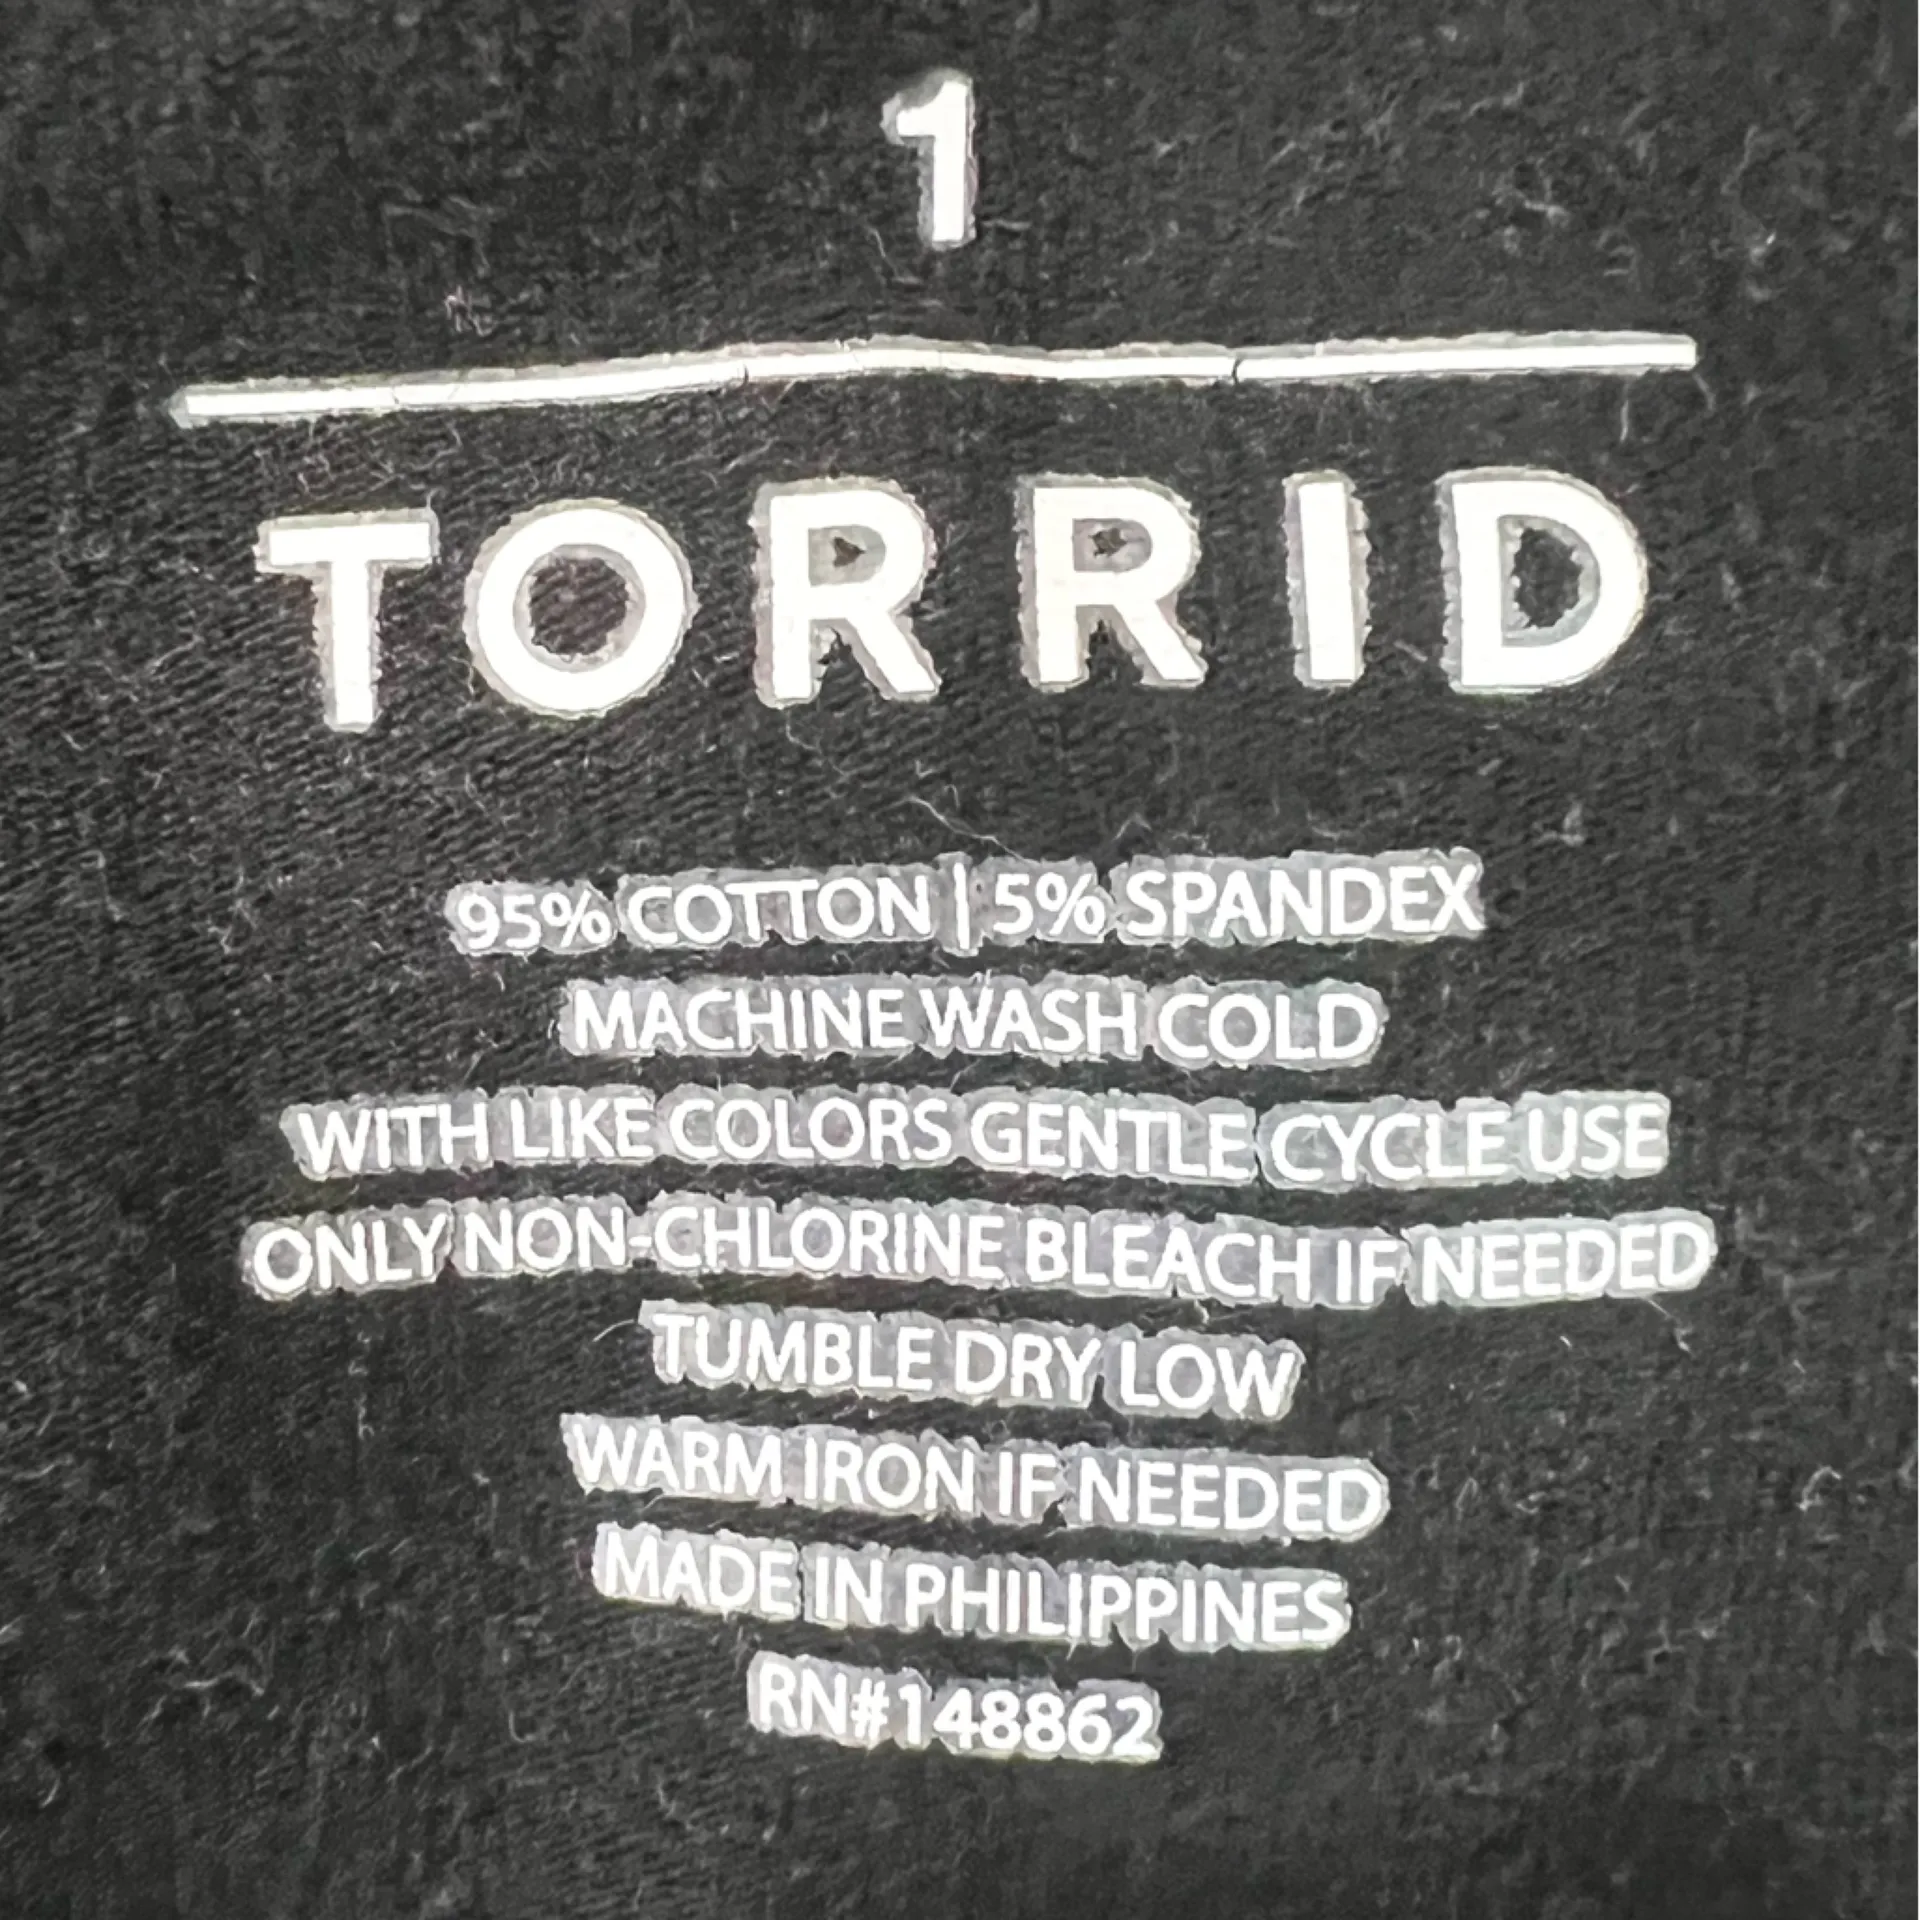 1
TORRID
95% COTTON | 5% SPANDEX
MACHINE WASH COLD
WITH LIKE COLORS GENTLE CYCLE USE
ONLY NON-CHLORINE BLEACH IF NEEDED
TUMBLE DRY LOW
WARM IRON IF NEEDED
MADE IN PHILIPPINES
RN#148862